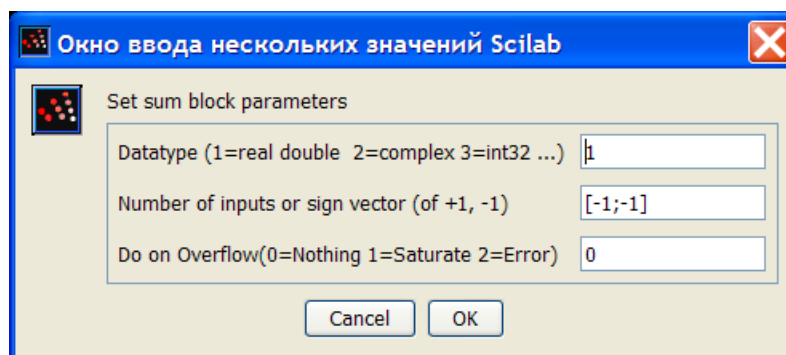 Окно ввода нескольких значений Scilab
Set sum block parameters
Datatype (1=real double 2=complex 3=int32 ...) 1
Number of inputs or sign vector (of +1, -1) [-1;-1]
Do on Overflow(0=Nothing 1=Saturate 2=Error) 0
Cancel OK